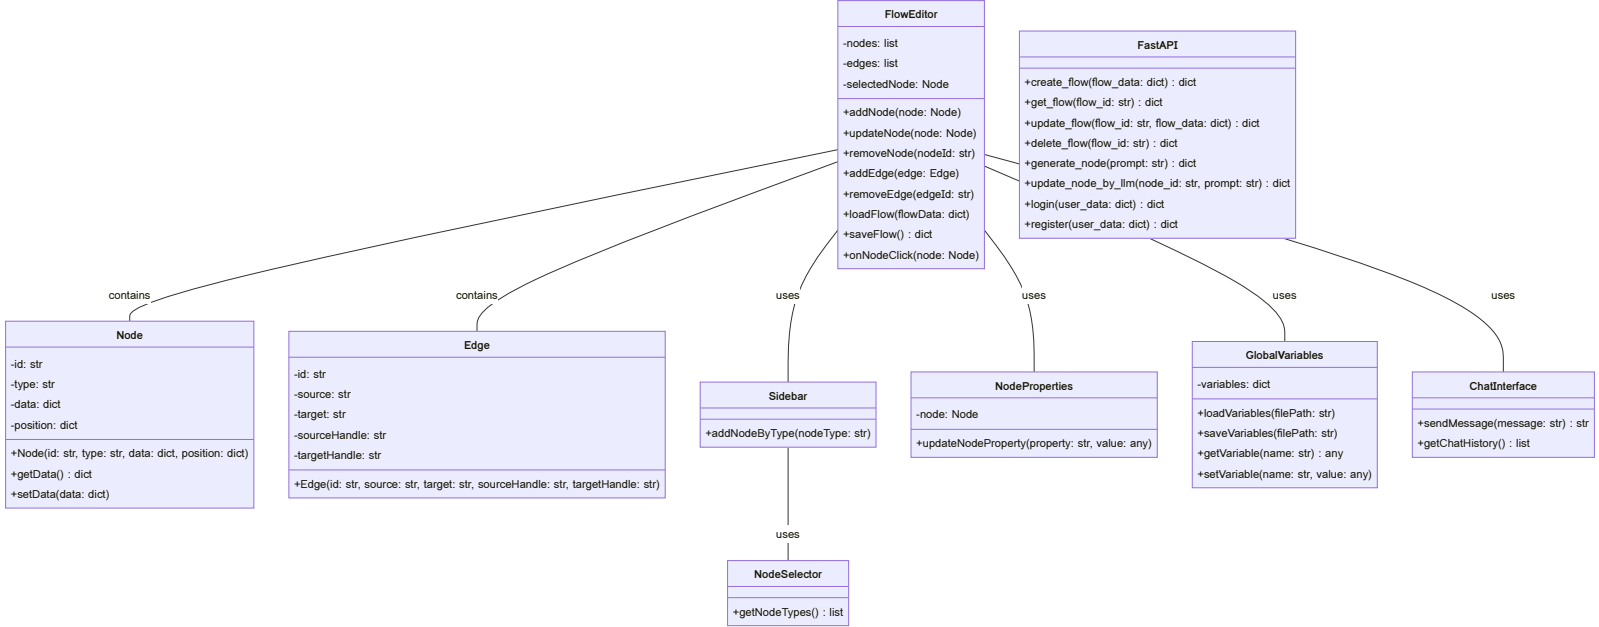 FlowEditor
-nodes: list
-edges: list
-selectedNode: Node
+addNode(node: Node)
+updateNode(node: Node)
+removeNode(nodeId: str)
+addEdge(edge: Edge)
+removeEdge(edgeId: str)
+loadFlow(flowData: dict)
+saveFlow() : dict
+onNodeClick(node: Node)
FastAPI
+create_flow(flow_data: dict) : dict
+get_flow(flow_id: str) : dict
+update_flow(flow_id: str, flow_data: dict) : dict
+delete_flow(flow_id: str) : dict
+generate_node(prompt: str) : dict
+update_node_by_llm(node_id: str, prompt: str) : dict
+login(user_data: dict) : dict
+register(user_data: dict) : dict
contains
contains
uses
uses
uses
uses
Node
-id: str
-type: str
-data: dict
-position: dict
+Node(id: str, type: str, data: dict, position: dict)
+getData() : dict
+setData(data: dict)
Edge
-id: str
-source: str
-target: str
-sourceHandle: str
-targetHandle: str
+Edge(id: str, source: str, target: str, sourceHandle: str, targetHandle: str)
Sidebar
+addNodeByType(nodeType: str)
NodeProperties
-node: Node
+updateNodeProperty(property: str, value: any)
GlobalVariables
-variables: dict
+loadVariables(filePath: str)
+saveVariables(filePath: str)
+getVariable(name: str) : any
+setVariable(name: str, value: any)
ChatInterface
+sendMessage(message: str) : str
+getChatHistory() : list
uses
NodeSelector
+getNodeTypes() : list